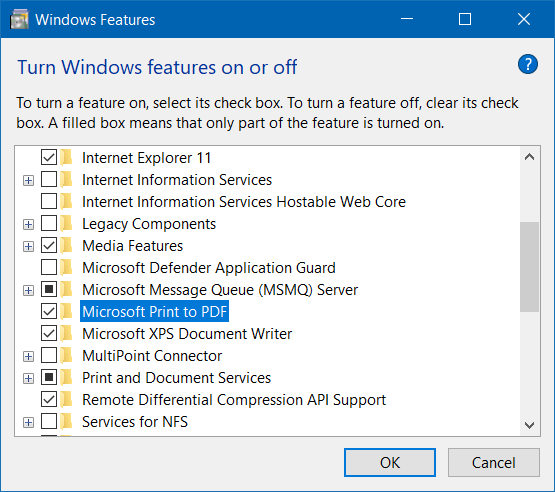 Windows Features
Turn Windows features on or off
?
To turn a feature on, select its check box. To turn a feature off, clear its check
box. A filled box means that only part of the feature is turned on.
Internet Explorer 11
Internet Information Services
Internet Information Services Hostable Web Core
Legacy Components
Media Features
Microsoft Defender Application Guard
Microsoft Message Queue (MSMQ) Server
Microsoft Print to PDF
Microsoft XPS Document Writer
MultiPoint Connector
Print and Document Services
Remote Differential Compression API Support
Services for NFS
OK
Cancel